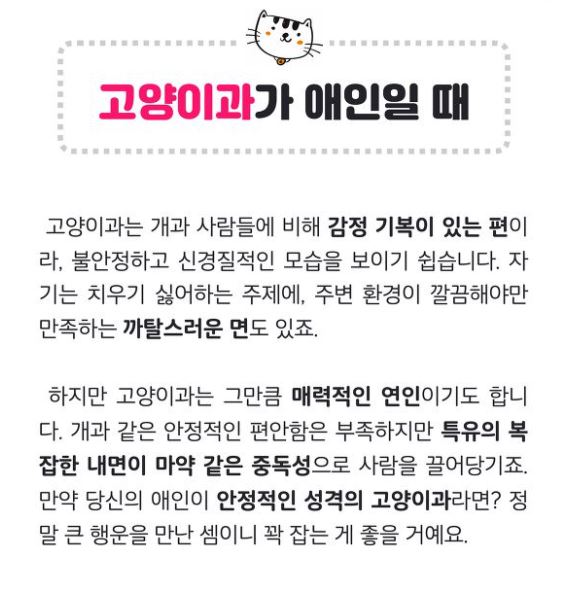 고양이과가 애인일 때
고양이과는 개과 사람들에 비해 감정 기복이 있는 편이
라, 불안정하고 신경질적인 모습을 보이기 쉽습니다. 자
기는 치우기 싫어하는 주제에, 주변 환경이 깔끔해야만
만족하는 까탈스러운 면도 있죠.
하지만 고양이과는 그만큼 매력적인 연인이기도 합니
다. 개과 같은 안정적인 편안함은 부족하지만 특유의 복
잡한 내면이 마약 같은 중독성으로 사람을 끌어당기죠.
만약 당신의 애인이 안정적인 성격의 고양이과라면? 정
말 큰 행운을 만난 셈이니 꽉 잡는 게 좋을 거예요.